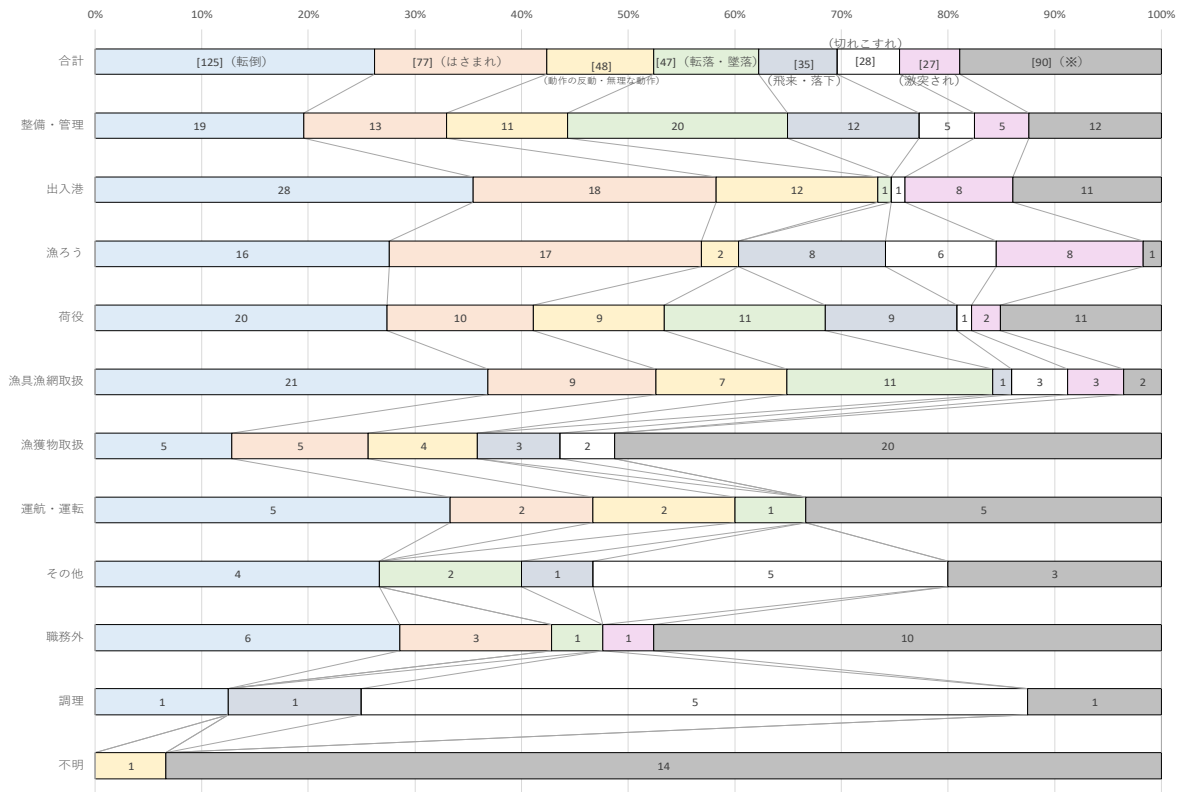 0% 10% 20% 30% 40% 50% 60% 70% 80% 90% 100%
（切れこすれ）
合計 [125]（転倒） [77]（はさまれ） [48] [47]（転落・墜落） [35] [28] [27] [90]（※）
（動作の反動・無理な動作） （飛来・落下） （激突され）
整備・管理 19 13 11 20 12 5 5 12
出入港 28 18 12 1 1 8 11
漁ろう 16 17 2 8 6 8 1
荷役 20 10 9 11 9 1 2 11
漁具漁網取扱 21 9 7 11 1 3 3 2
漁獲物取扱 5 5 4 3 2 20
運航・運転 5 2 2 1 5
その他 4 2 1 5 3
職務外 6 3 1 1 10
調理 1 1 5 1
不明 1 14